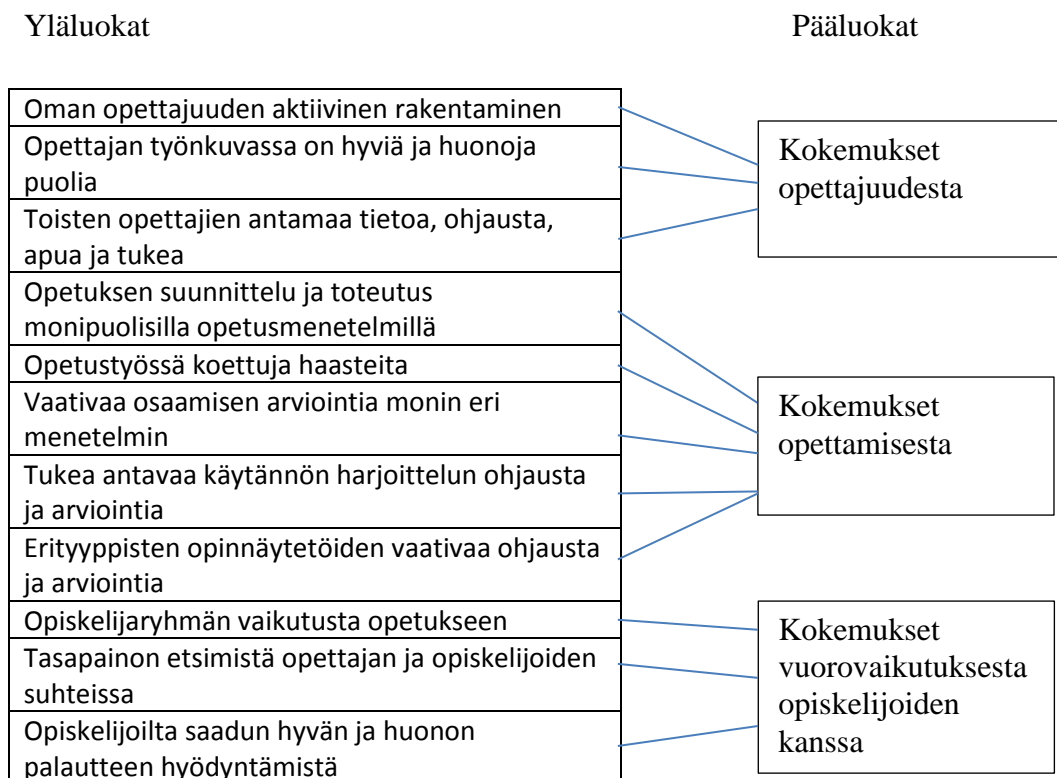 Yläluokat
Pääluokat
Oman opettajuuden aktiivinen rakentaminen
Opettajan työnkuvassa on hyviä ja huonoja
puolia
Toisten opettajien antamaa tietoa, ohjausta,
apua ja tukea
Opetuksen suunnittelu ja toteutus
monipuolisilla opetusmenetelmillä
Opetustyössä koettuja haasteita
Vaativaa osaamisen arviointia monin eri
menetelmin
Tukea antavaa käytännön harjoittelun ohjausta
ja arviointia
Erityyppisten opinnäytetöiden vaativaa ohjausta
ja arviointia
Opiskelijaryhmän vaikutusta opetukseen
Tasapainon etsimistä opettajan ja opiskelijoiden
suhteissa
Opiskelijoilta saadun hyvän ja huonon
palautteen hyödyntämistä
Kokemukset
opettajuudesta
Kokemukset
opettamisesta
Kokemukset
vuorovaikutuksesta
opiskelijoiden
kanssa